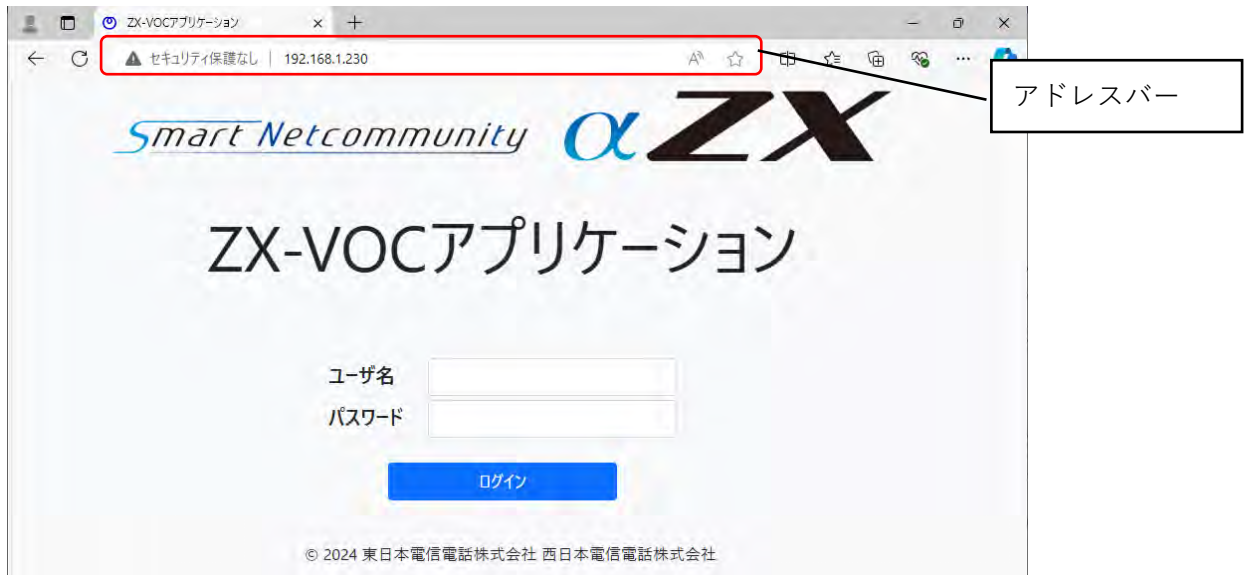 ZX-VOCアプリケーション
セキュリティ保護なし | 192.168.1.230
アドレスバー
Smart Netcommunity αZX
ZX-VOCアプリケーション
ユーザ名
パスワード
ログイン
© 2024 東日本電信電話株式会社 西日本電信電話株式会社